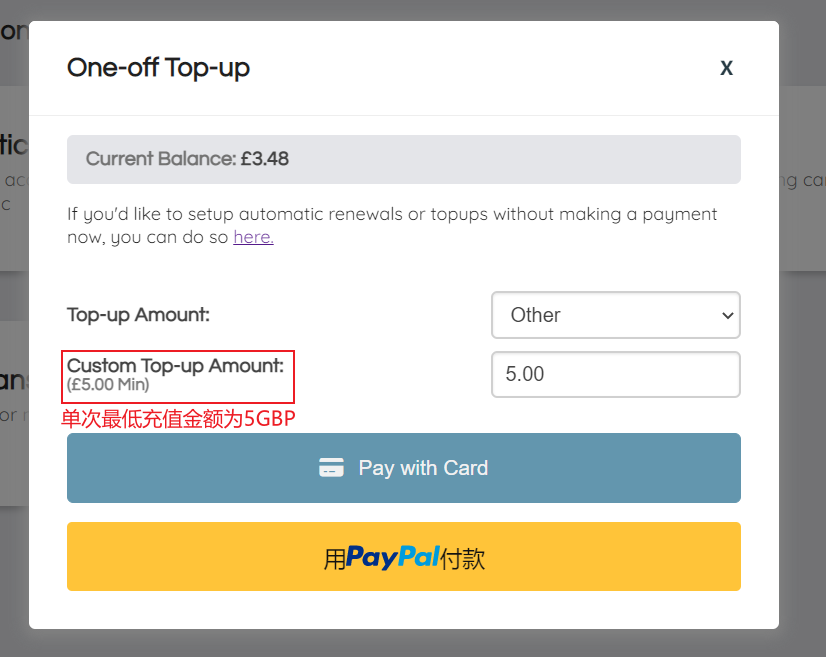 One-off Top-up
X
Current Balance: £3.48
If you'd like to setup automatic renewals or topups without making a payment
now, you can do so here.
Top-up Amount:
Other
Custom Top-up Amount:
(£5.00 Min)
5.00
单次最低充值金额为5GBP
Pay with Card
用PayPal付款